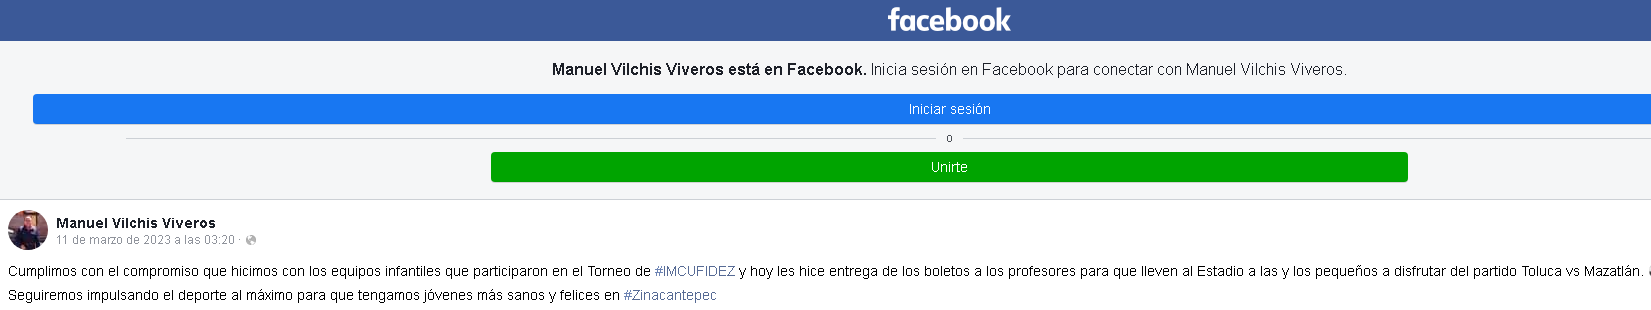 facebook
Manuel Vilchis Viveros está en Facebook. Inicia sesión en Facebook para conectar con Manuel Vilchis Viveros.
Iniciar sesión
o
Unirte
Manuel Vilchis Viveros
11 de marzo de 2023 a las 03:20 ·
Cumplimos con el compromiso que hicimos con los equipos infantiles que participaron en el Torneo de #IMCUFIDEZ y hoy les hice entrega de los boletos a los profesores para que lleven al Estadio a las y los pequeños a disfrutar del partido Toluca vs Mazatlán.
Seguiremos impulsando el deporte al máximo para que tengamos jóvenes más sanos y felices en #Zinacantepec